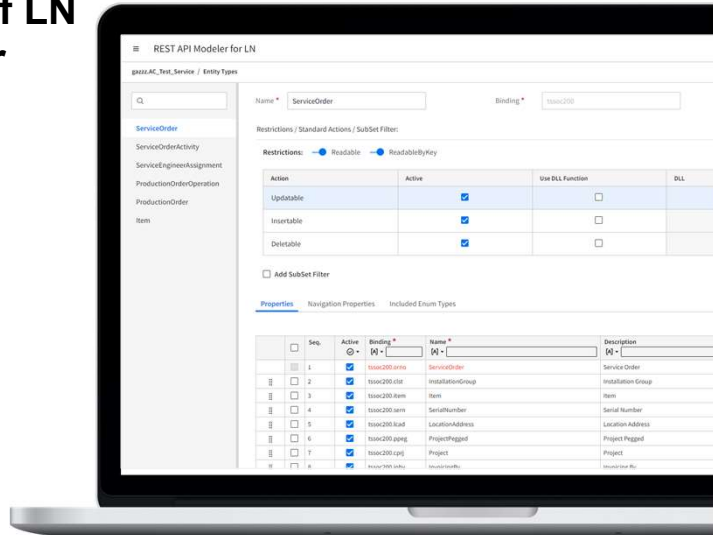 f LN
r
REST API Modeler for LN
gazzz.AC_Test_Service / Entity Types
Name * ServiceOrder Binding * tssoc200
ServiceOrder
ServiceOrderActivity
ServiceEngineerAssignment
ProductionOrderOperation
ProductionOrder
Item
Restrictions / Standard Actions / SubSet Filter:
Restrictions: Readable ReadableByKey
Action Active Use DLL Function DLL
Updatable
Insertable
Deletable
Add SubSet Filter
Properties Navigation Properties Included Enum Types
Seq. Active Binding * Name * Description
[A] [A] [A]
1 tssoc200.orno ServiceOrder Service Order
2 tssoc200.clst InstallationGroup Installation Group
3 tssoc200.item Item Item
4 tssoc200.sern SerialNumber Serial Number
5 tssoc200.lcad LocationAddress Location Address
6 tssoc200.ppeg ProjectPegged Project Pegged
7 tssoc200.cprj Project Project